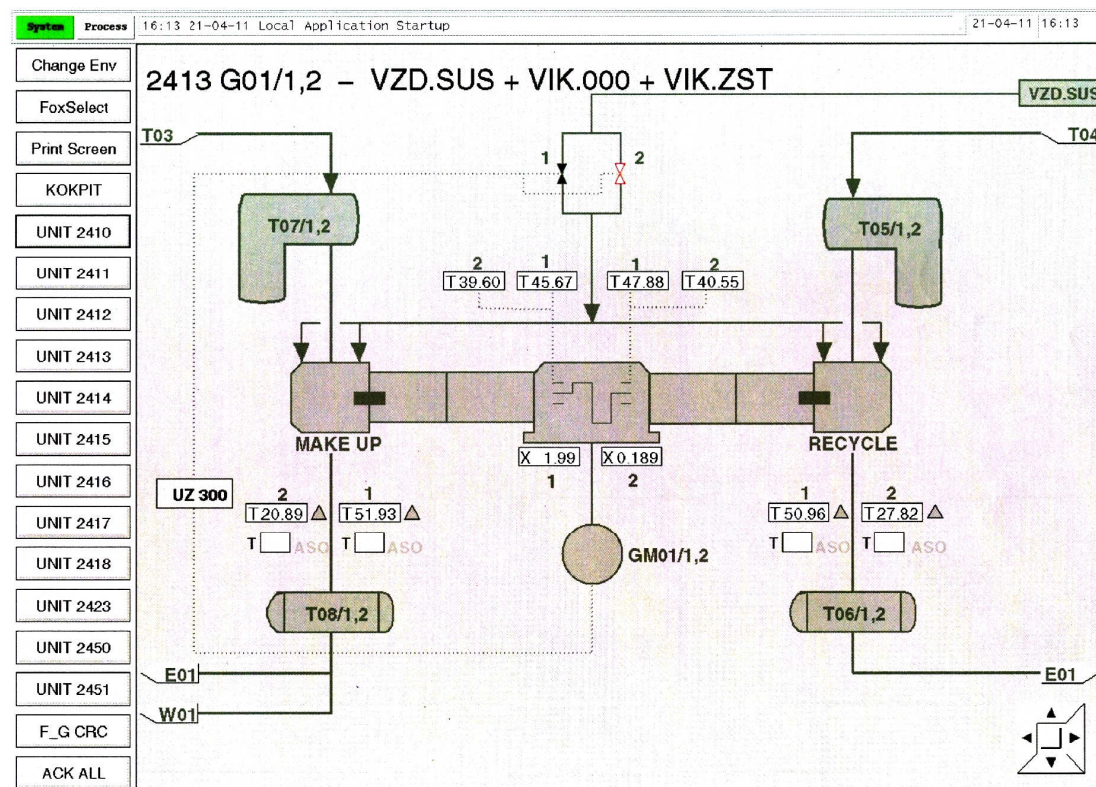 System Process 16:13 21-04-11 Local Application Startup 21-04-11 16:13
Change Env
FoxSelect
Print Screen
KOKPIT
UNIT 2410
UNIT 2411
UNIT 2412
UNIT 2413
UNIT 2414
UNIT 2415
UNIT 2416
UNIT 2417
UNIT 2418
UNIT 2423
UNIT 2450
UNIT 2451
F_G CRC
ACK ALL
2413 G01/1,2 – VZD.SUS + VIK.000 + VIK.ZST
VZD.SUS
T03
T04
1 2
T07/1,2
T05/1,2
2 1 1 2
T 39.60 T 45.67 T 47.88 T 40.55
MAKE UP
RECYCLE
X 1.99 X 0.189
1 2
UZ 300
2 1
T 20.89 T 51.93
T ASO T ASO
1 2
T 50.96 T 27.82
T ASO T ASO
GM01/1,2
T08/1,2
T06/1,2
E01
E01
W01